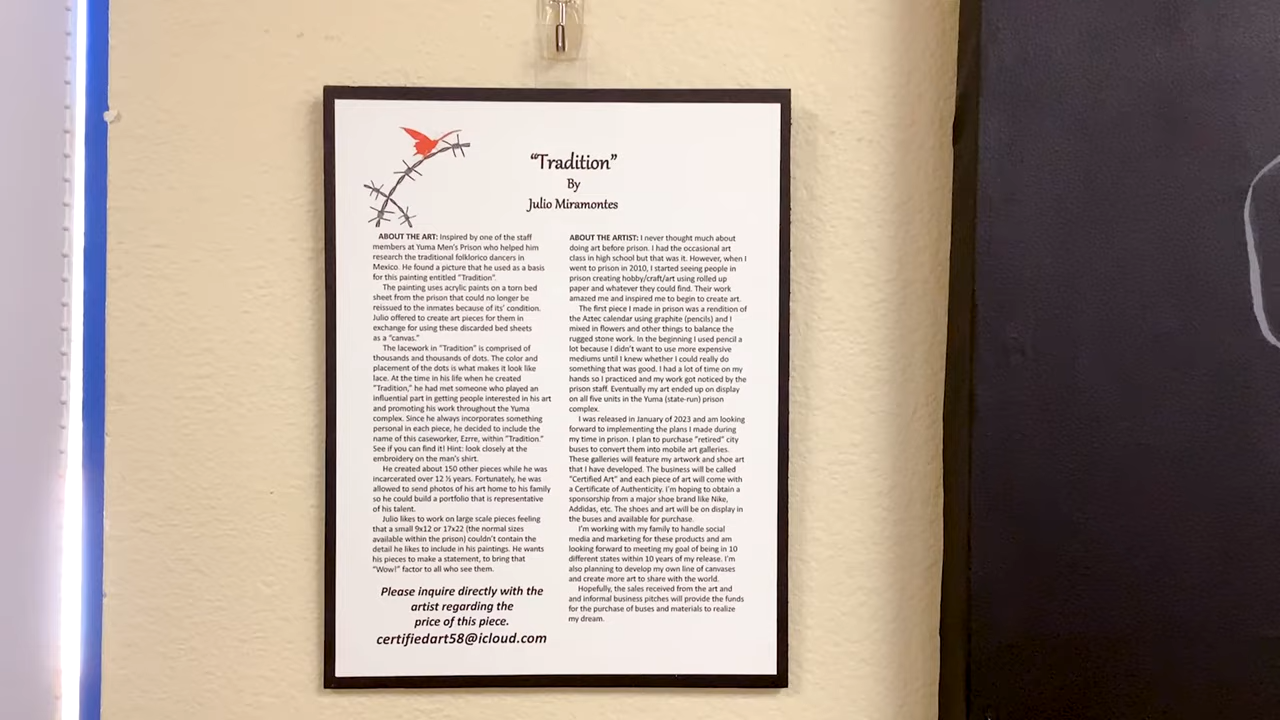 “Tradition”
By
Julio Miramontes
ABOUT THE ART: Inspired by one of the staff
members at Yuma Men's Prison who helped him
research the traditional folklorico dancers in
Mexico. He found a picture that he used as a basis
for this painting entitled “Tradition”.
The painting uses acrylic paints on a torn bed
sheet from the prison that could no longer be
reissued to the inmates because of its' condition.
Julio offered to create art pieces for them in
exchange for using these discarded bed sheets
as a “canvas.”
The lacework in “Tradition” is comprised of
thousands and thousands of dots. The color and
placement of the dots is what makes it look like
lace. At the time in his life when he created
“Tradition,” he had met someone who played an
influential part in getting people interested in his art
and promoting his work throughout the Yuma
complex. Since he always incorporates something
personal in each piece, he decided to include the
name of this caseworker, Ezrre, within “Tradition.”
See if you can find it! Hint: look closely at the
embroidery on the man's shirt.
He created about 150 other pieces while he was
incarcerated over 12 ½ years. Fortunately, he was
allowed to send photos of his art home to his family
so he could build a portfolio that is representative
of his talent.
Julio likes to work on large scale pieces feeling
that a small 9x12 or 17x22 (the normal sizes
available within the prison) couldn't contain the
detail he likes to include in his paintings. He wants
his pieces to make a statement, to bring that
“Wow!” factor to all who see them.
Please inquire directly with the
artist regarding the
price of this piece.
certifiedart58@icloud.com
ABOUT THE ARTIST: I never thought much about
doing art before prison. I had the occasional art
class in high school but that was it. However, when I
went to prison in 2010, I started seeing people in
prison creating hobby/craft/art using rolled up
paper and whatever they could find. Their work
amazed me and inspired me to begin to create art.
The first piece I made in prison was a rendition of
the Aztec calendar using graphite (pencils) and I
mixed in flowers and other things to balance the
rugged stone work. In the beginning I used pencil a
lot because I didn't want to use more expensive
mediums until I knew whether I could really do
something that was good. I had a lot of time on my
hands so I practiced and my work got noticed by the
prison staff. Eventually my art ended up on display
on all five units in the Yuma (state-run) prison
complex.
I was released in January of 2023 and am looking
forward to implementing the plans I made during
my time in prison. I plan to purchase “retired” city
buses to convert them into mobile art galleries.
These galleries will feature my artwork and shoe art
that I have developed. The business will be called
“Certified Art” and each piece of art will come with
a Certificate of Authenticity. I'm hoping to obtain a
sponsorship from a major shoe brand like Nike,
Addidas, etc. The shoes and art will be on display in
the buses and available for purchase.
I'm working with my family to handle social
media and marketing for these products and am
looking forward to meeting my goal of being in 10
different states within 10 years of my release. I'm
also planning to develop my own line of canvases
and create more art to share with the world.
Hopefully, the sales received from the art and
and informal business pitches will provide the funds
for the purchase of buses and materials to realize
my dream.